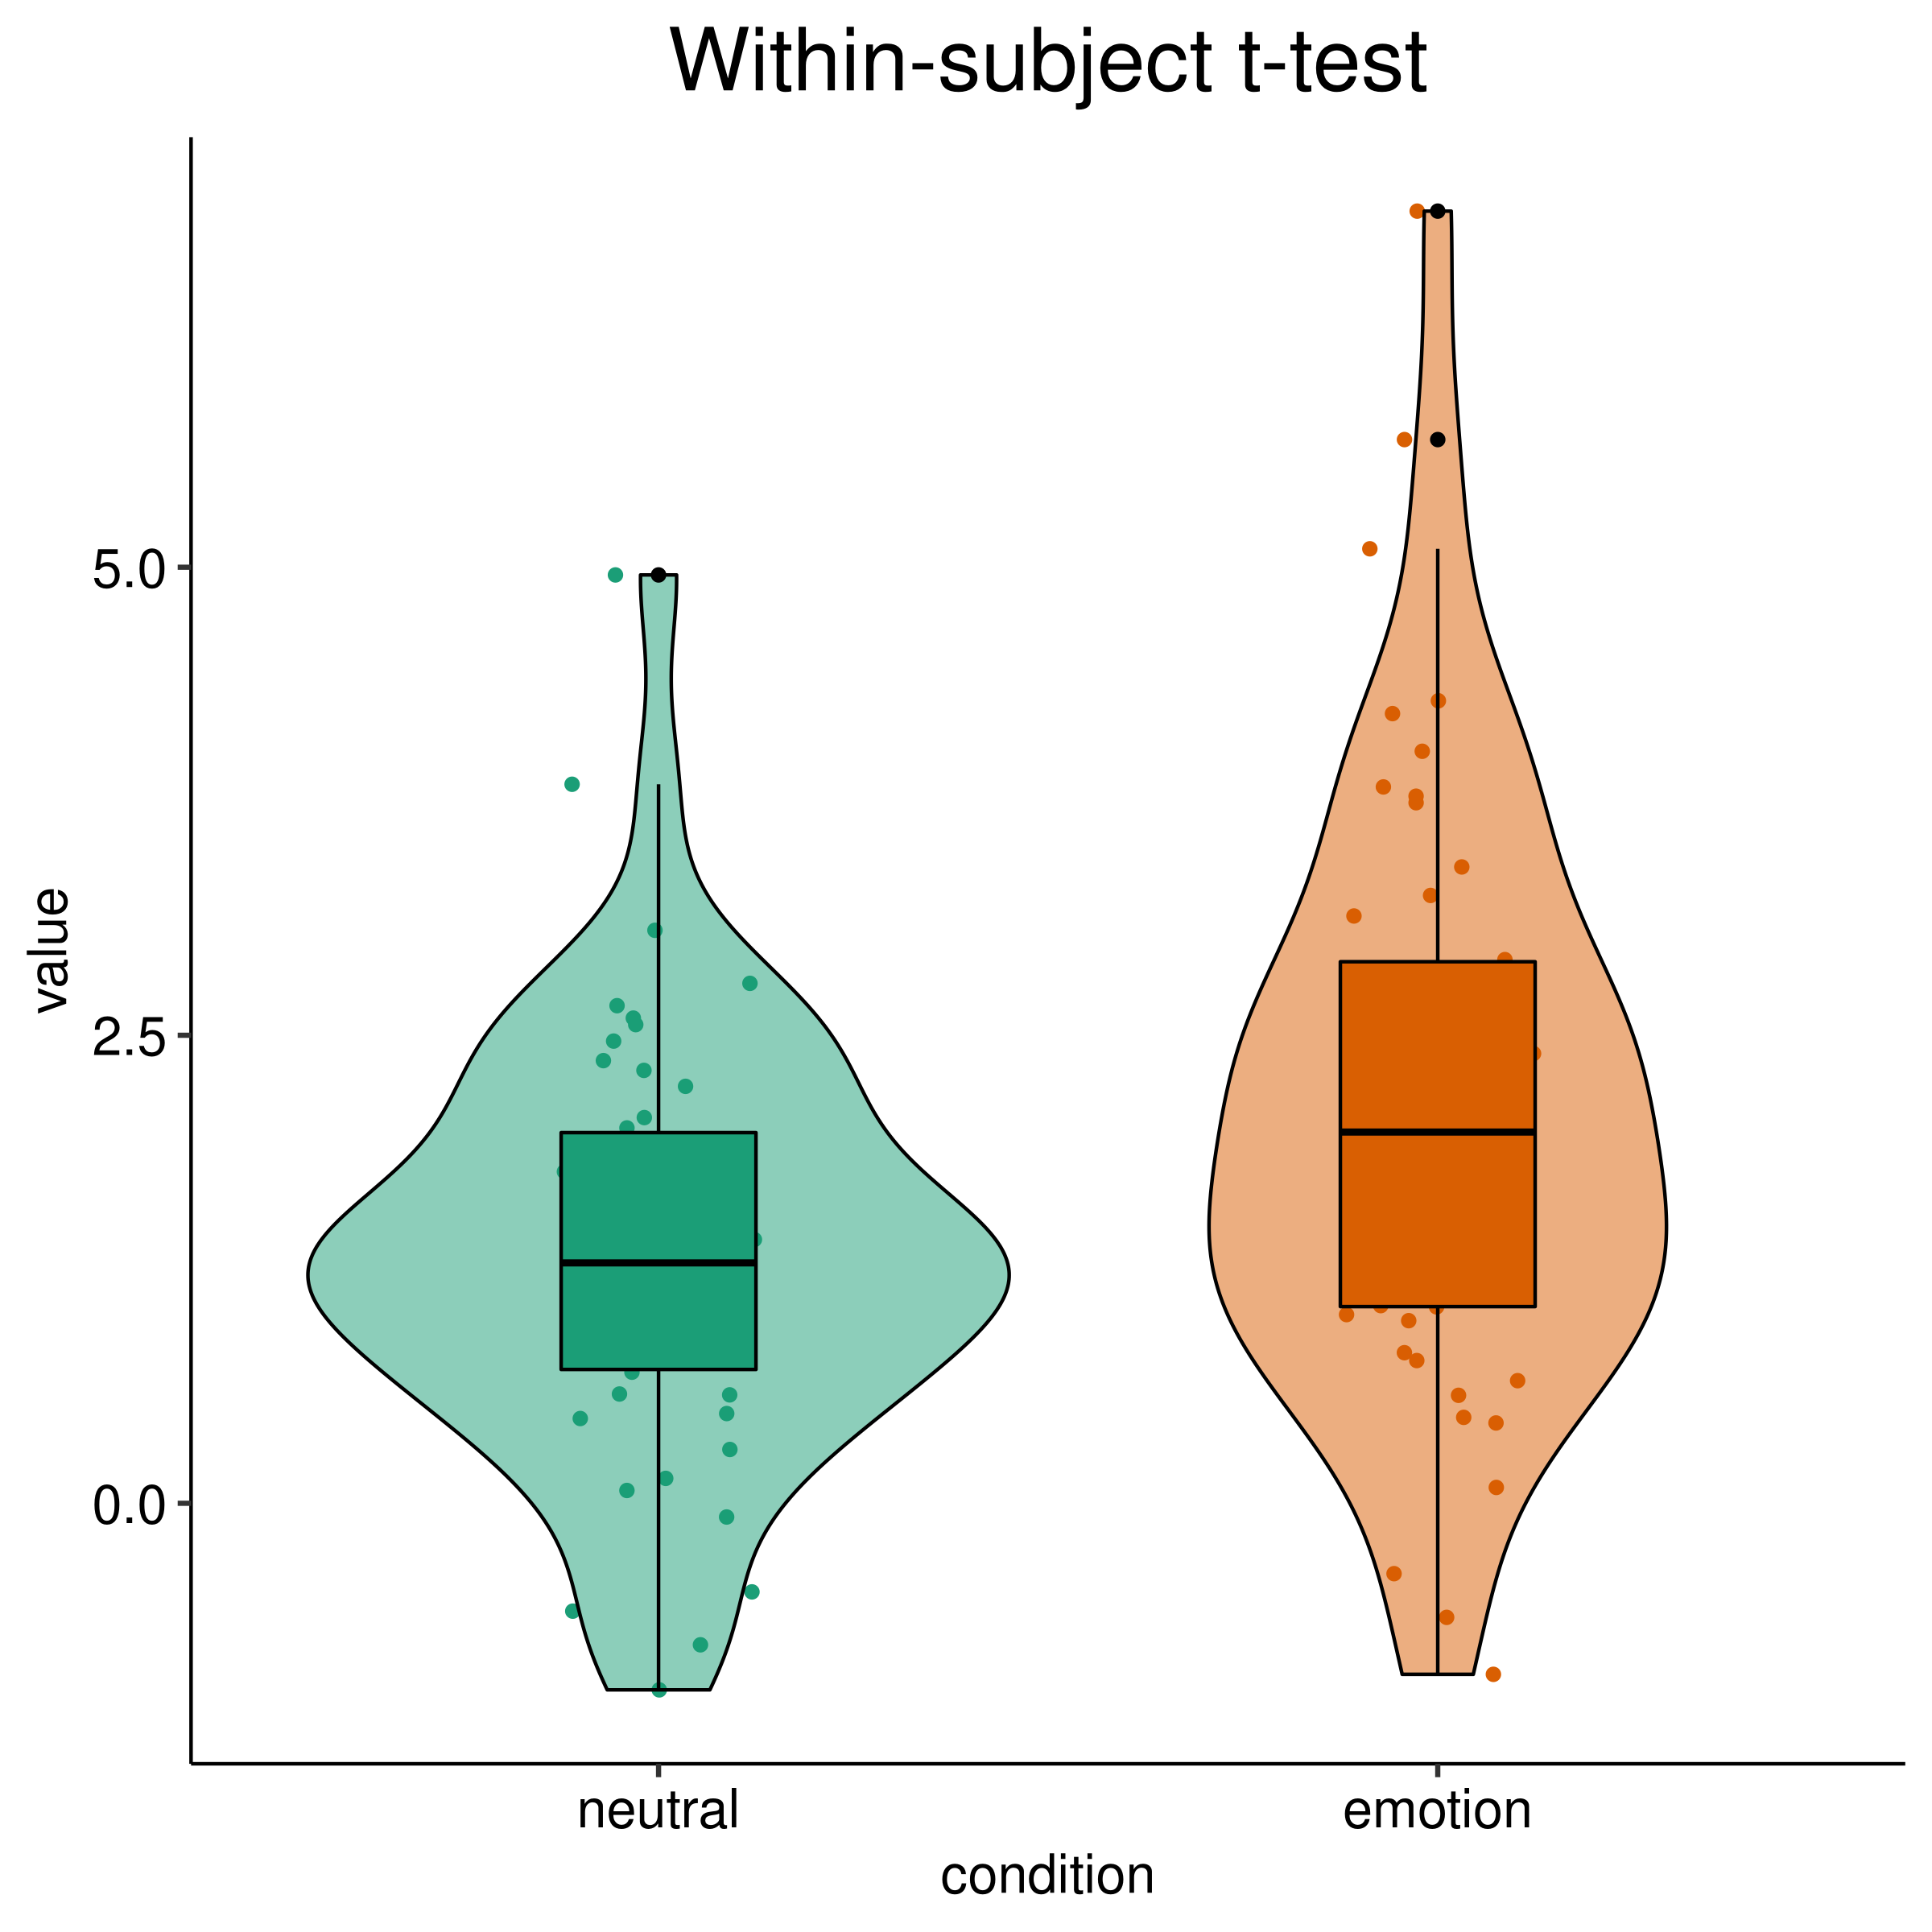 Within-subject t-test
value
5.0
2.5
0.0
neutral
emotion
condition